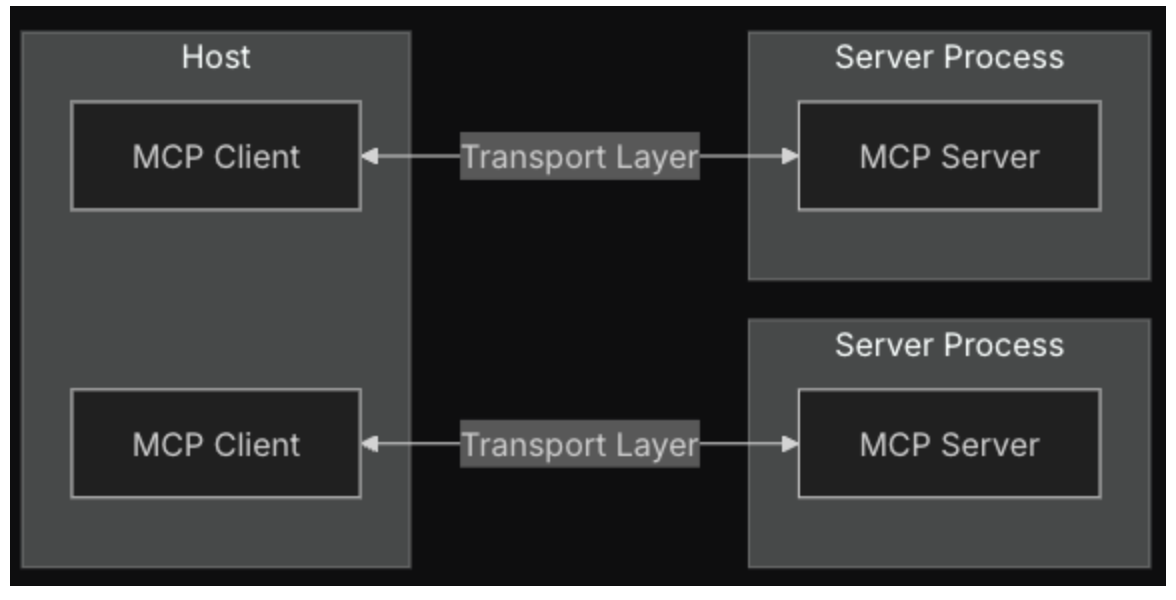 Host
MCP Client
Transport Layer
Server Process
MCP Server
MCP Client
Transport Layer
Server Process
MCP Server